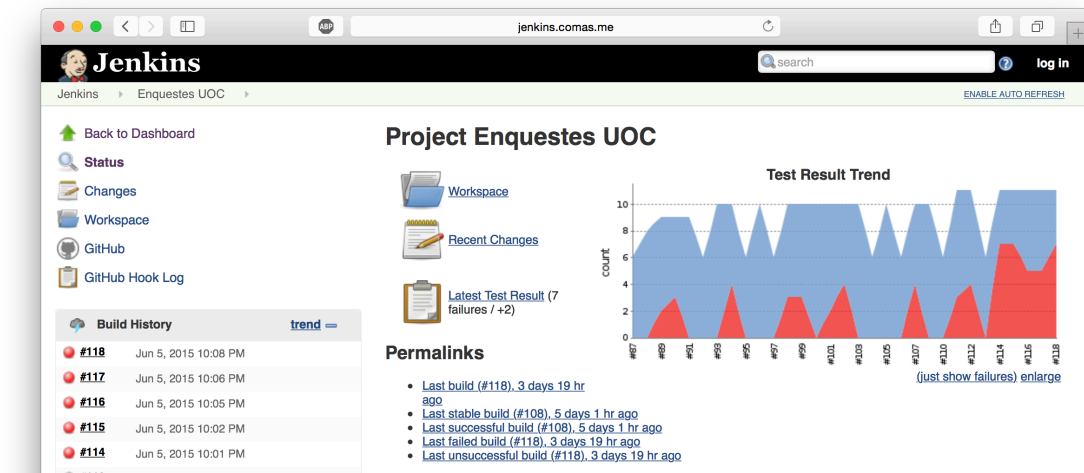 ABP
jenkins.comas.me
Jenkins
search
log in
Jenkins
Enquestes UOC
ENABLE AUTO REFRESH
Back to Dashboard
Status
Changes
Workspace
GitHub
GitHub Hook Log
Build History
trend
#118 Jun 5, 2015 10:08 PM
#117 Jun 5, 2015 10:06 PM
#116 Jun 5, 2015 10:05 PM
#115 Jun 5, 2015 10:02 PM
#114 Jun 5, 2015 10:01 PM
Project Enquestes UOC
Workspace
Recent Changes
Latest Test Result (7
failures / +2)
Test Result Trend
count
10
8
6
4
2
0
#87
#89
#91
#93
#95
#97
#99
#101
#103
#105
#107
#110
#112
#114
#116
#118
(just show failures) enlarge
Permalinks
Last build (#118), 3 days 19 hr
ago
Last stable build (#108), 5 days 1 hr ago
Last successful build (#108), 5 days 1 hr ago
Last failed build (#118), 3 days 19 hr ago
Last unsuccessful build (#118), 3 days 19 hr ago